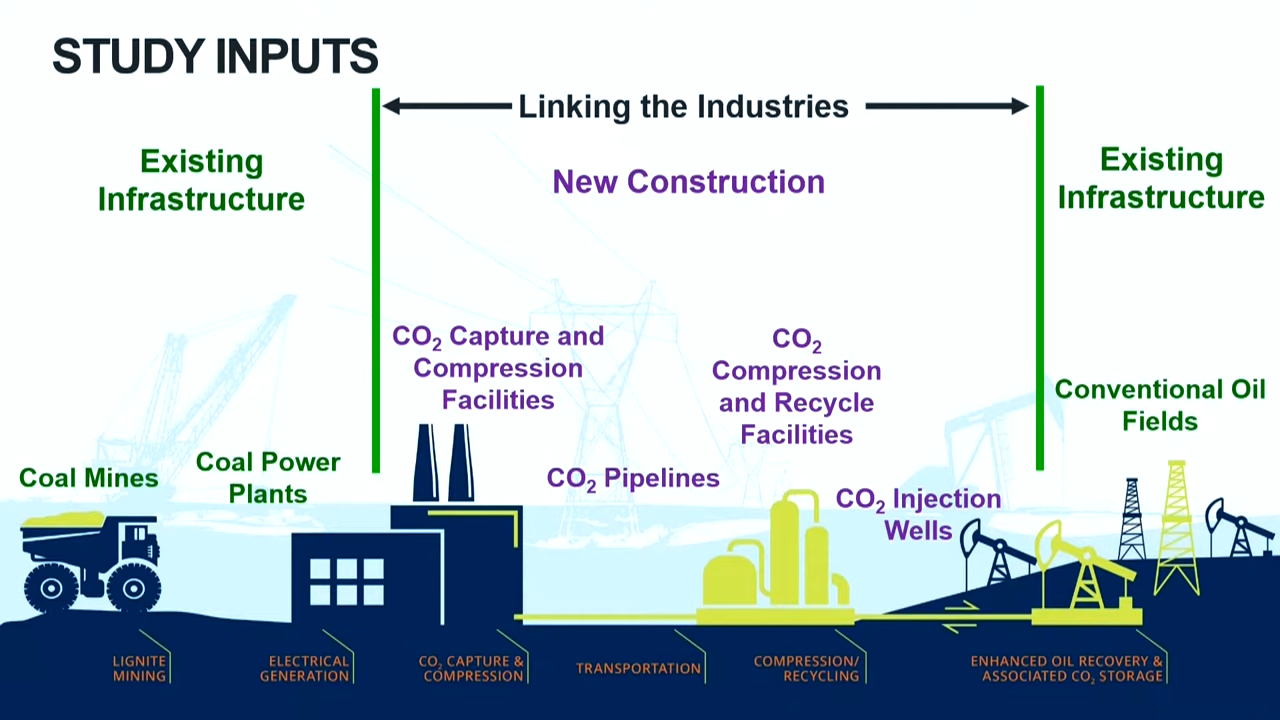 STUDY INPUTS
Linking the Industries
Existing
Infrastructure
New Construction
Existing
Infrastructure
CO₂ Capture and
Compression
Facilities
CO₂
Compression
and Recycle
Facilities
Conventional Oil
Fields
Coal Mines
Coal Power
Plants
CO₂ Pipelines
CO₂ Injection
Wells
LIGNITE
MINING
ELECTRICAL
GENERATION
CO₂ CAPTURE &
COMPRESSION
TRANSPORTATION
COMPRESSION/
RECYCLING
ENHANCED OIL RECOVERY &
ASSOCIATED CO₂ STORAGE